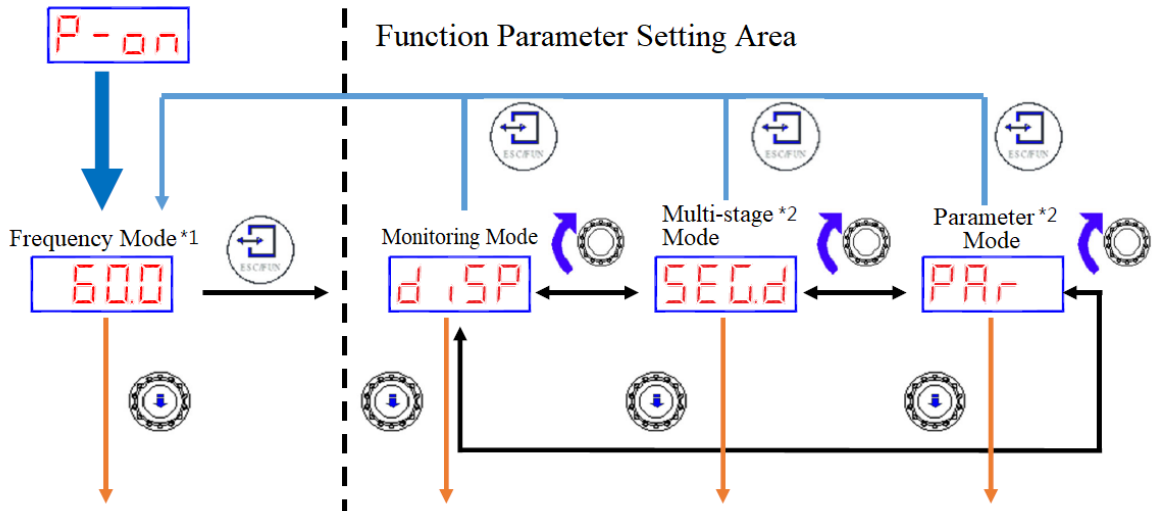 P-on
Function Parameter Setting Area
ESC/FUN
ESC/FUN
ESC/FUN
Frequency Mode*1
ESC/FUN
Monitoring Mode
Multi-stage*2
Mode
Parameter*2
Mode
60.0
diSP
SEG.d
PAr